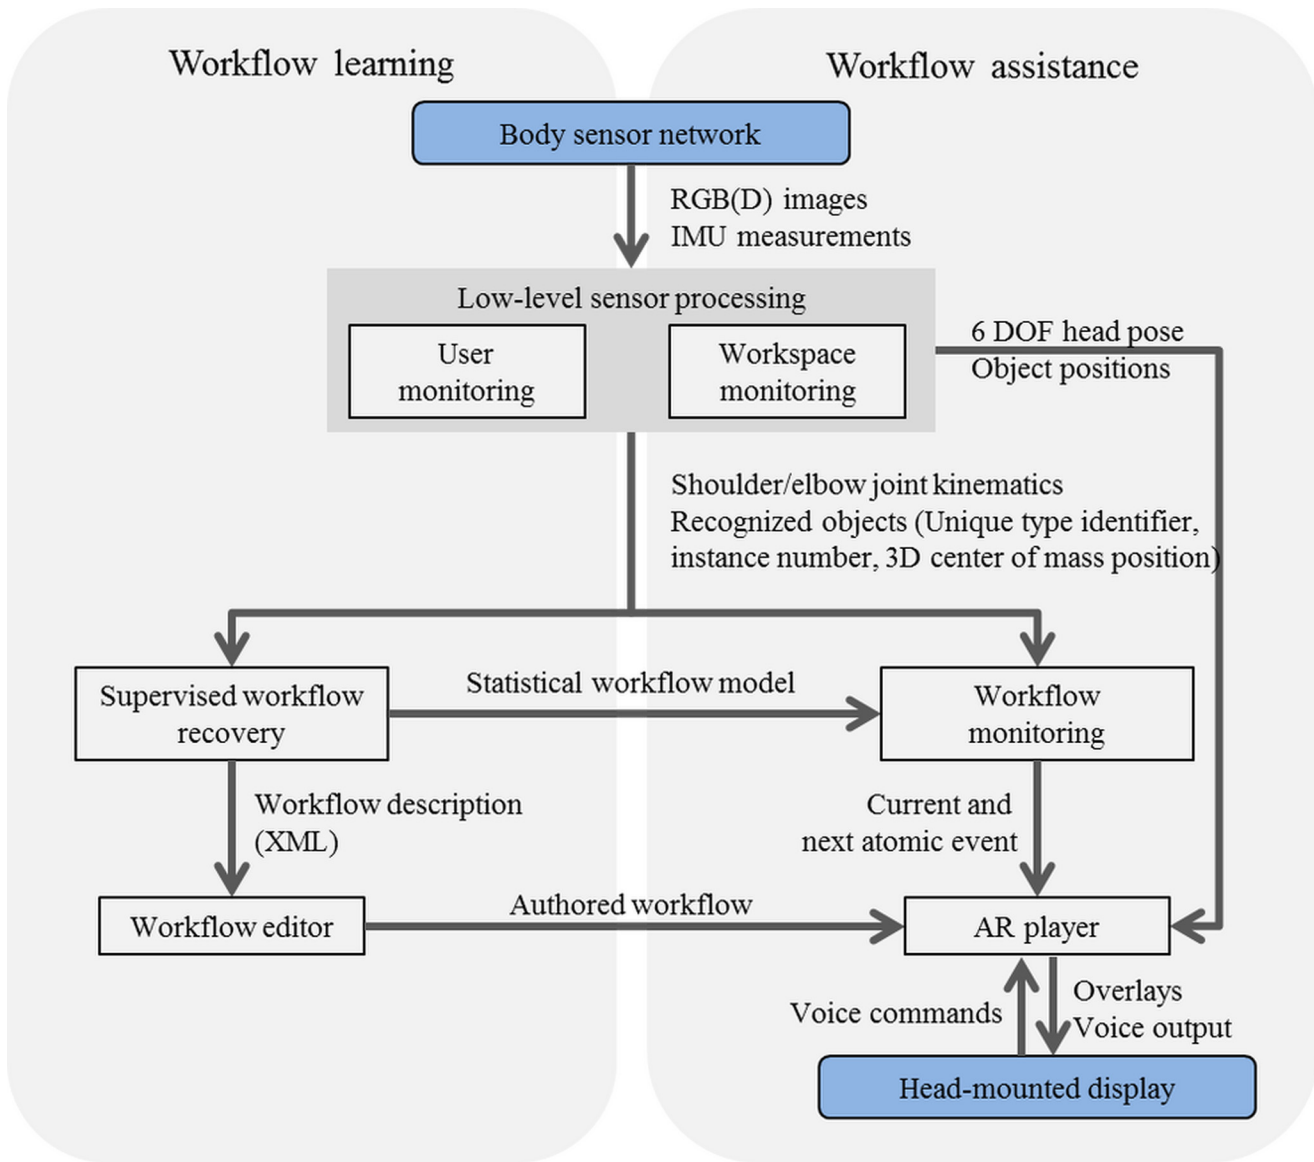 Workflow learning
Workflow assistance
Body sensor network
RGB(D) images
IMU measurements
Low-level sensor processing
User
monitoring
Workspace
monitoring
6 DOF head pose
Object positions
Shoulder/elbow joint kinematics
Recognized objects (Unique type identifier,
instance number, 3D center of mass position)
Supervised workflow
recovery
Statistical workflow model
Workflow
monitoring
Workflow description
(XML)
Current and
next atomic event
Workflow editor
Authored workflow
AR player
Voice commands
Overlays
Voice output
Head-mounted display